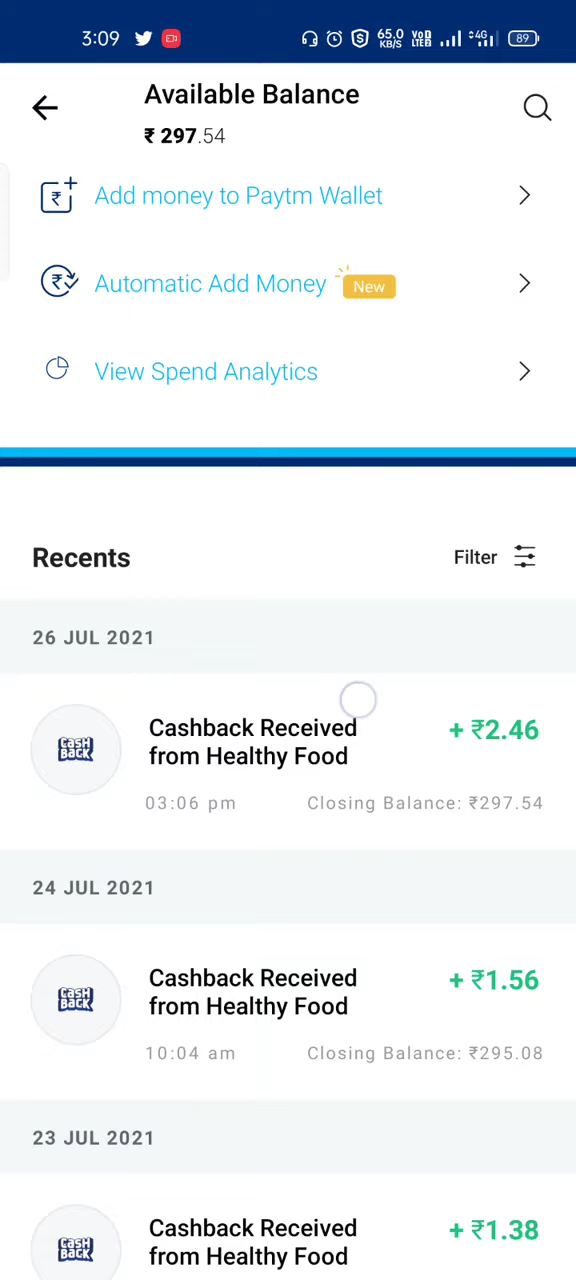 3:09 65.0 KB/S VoD LTE 4G 89
Available Balance
₹ 297.54
Add money to Paytm Wallet
Automatic Add Money New
View Spend Analytics
Recents Filter
26 JUL 2021
CASH BACK
Cashback Received
from Healthy Food
+ ₹2.46
03:06 pm Closing Balance: ₹297.54
24 JUL 2021
CASH BACK
Cashback Received
from Healthy Food
+ ₹1.56
10:04 am Closing Balance: ₹295.08
23 JUL 2021
CASH BACK
Cashback Received
from Healthy Food
+ ₹1.38